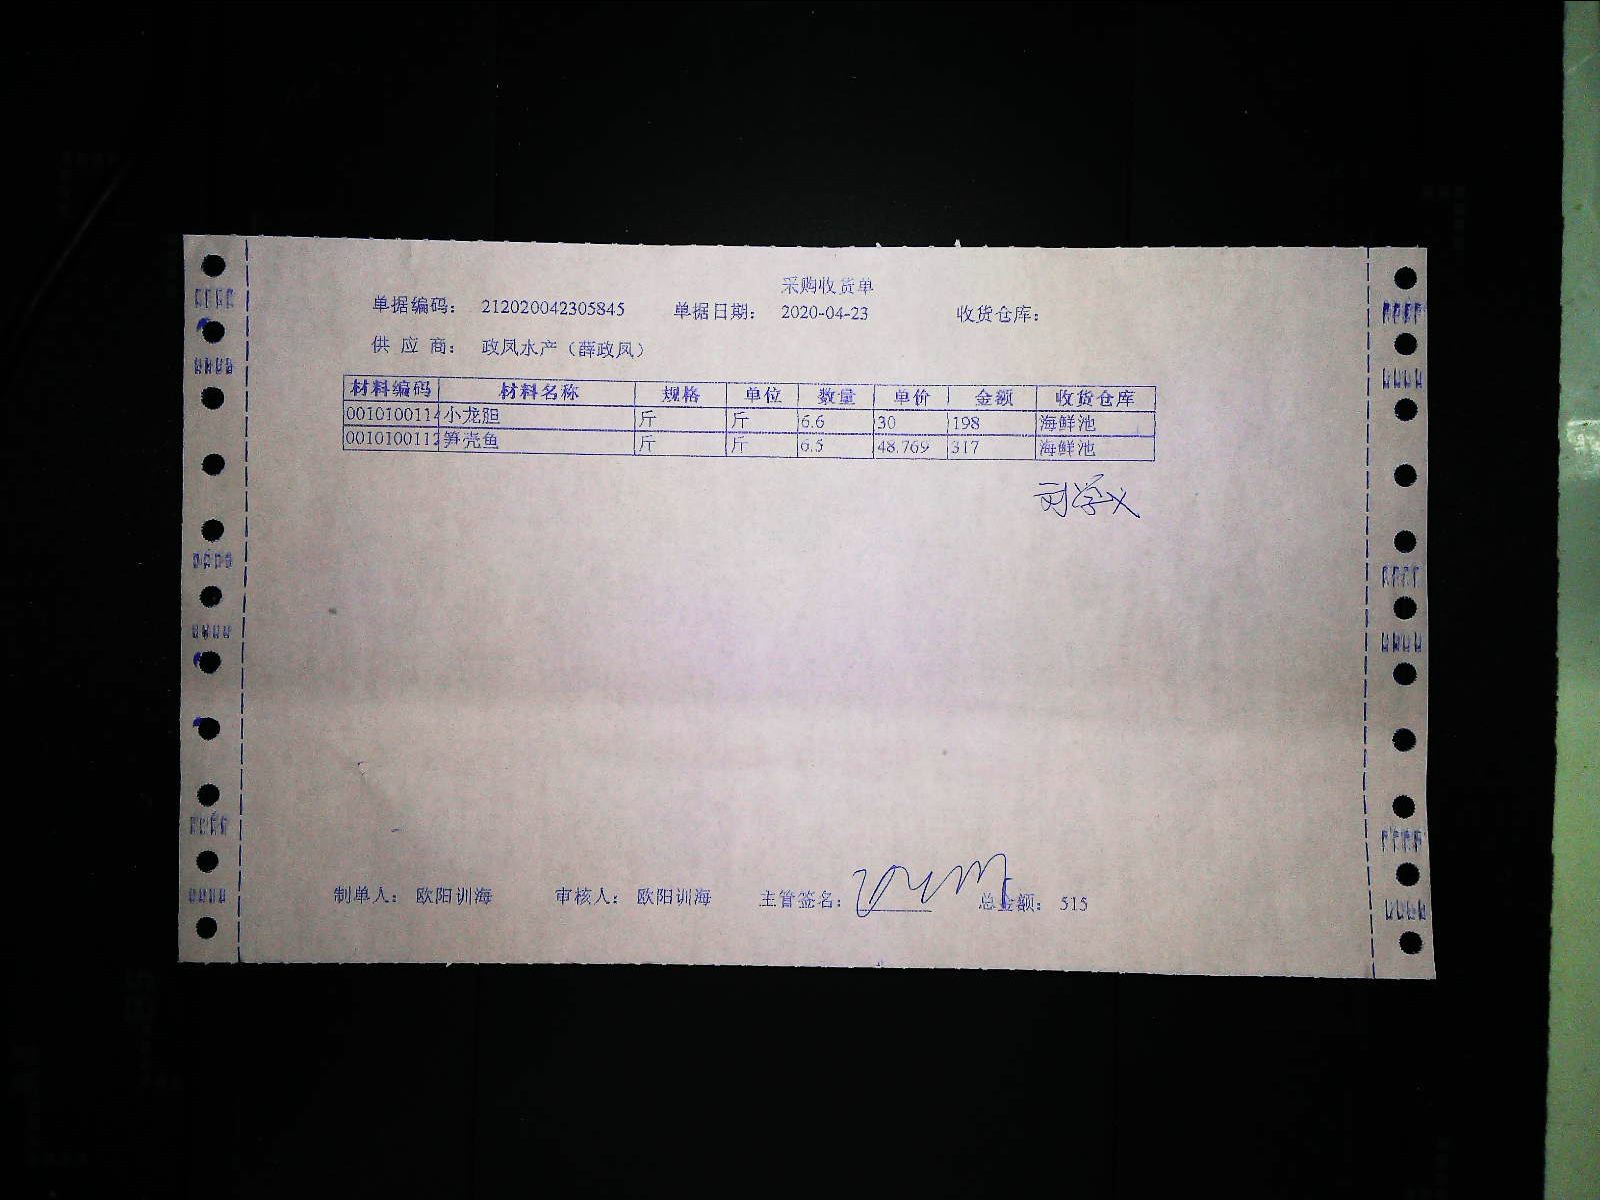 采购收货单
单据编码： 212020042305845 单据日期： 2020-04-23 收货仓库：
供 应 商： 政凤水产（薛政凤）
材料编码 材料名称 规格 单位 数量 单价 金额 收货仓库
0010100114 小龙胆 斤 斤 6.6 30 198 海鲜池
0010100112 笋壳鱼 斤 斤 6.5 48.769 317 海鲜池
刘学义
制单人： 欧阳训海 审核人： 欧阳训海 主管签名： 总金额： 515